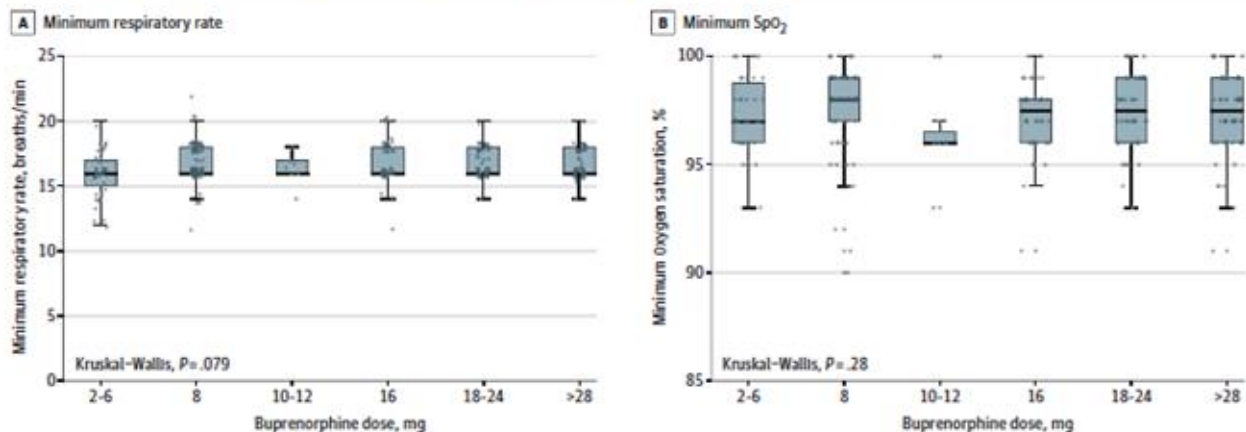 A Minimum respiratory rate
25
20
15
10
5
0
Minimum respiratory rate, breaths/min
Kruskal-Wallis, P = .079
2-6 8 10-12 16 18-24 >28
Buprenorphine dose, mg
B Minimum SpO2
100
95
90
85
Minimum oxygen saturation, %
Kruskal-Wallis, P = .28
2-6 8 10-12 16 18-24 >28
Buprenorphine dose, mg